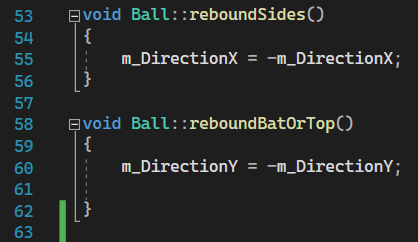 53 void Ball::reboundSides()
54 {
55 m_DirectionX = -m_DirectionX;
56 }
57
58 void Ball::reboundBatOrTop()
59 {
60 m_DirectionY = -m_DirectionY;
61
62 }
63